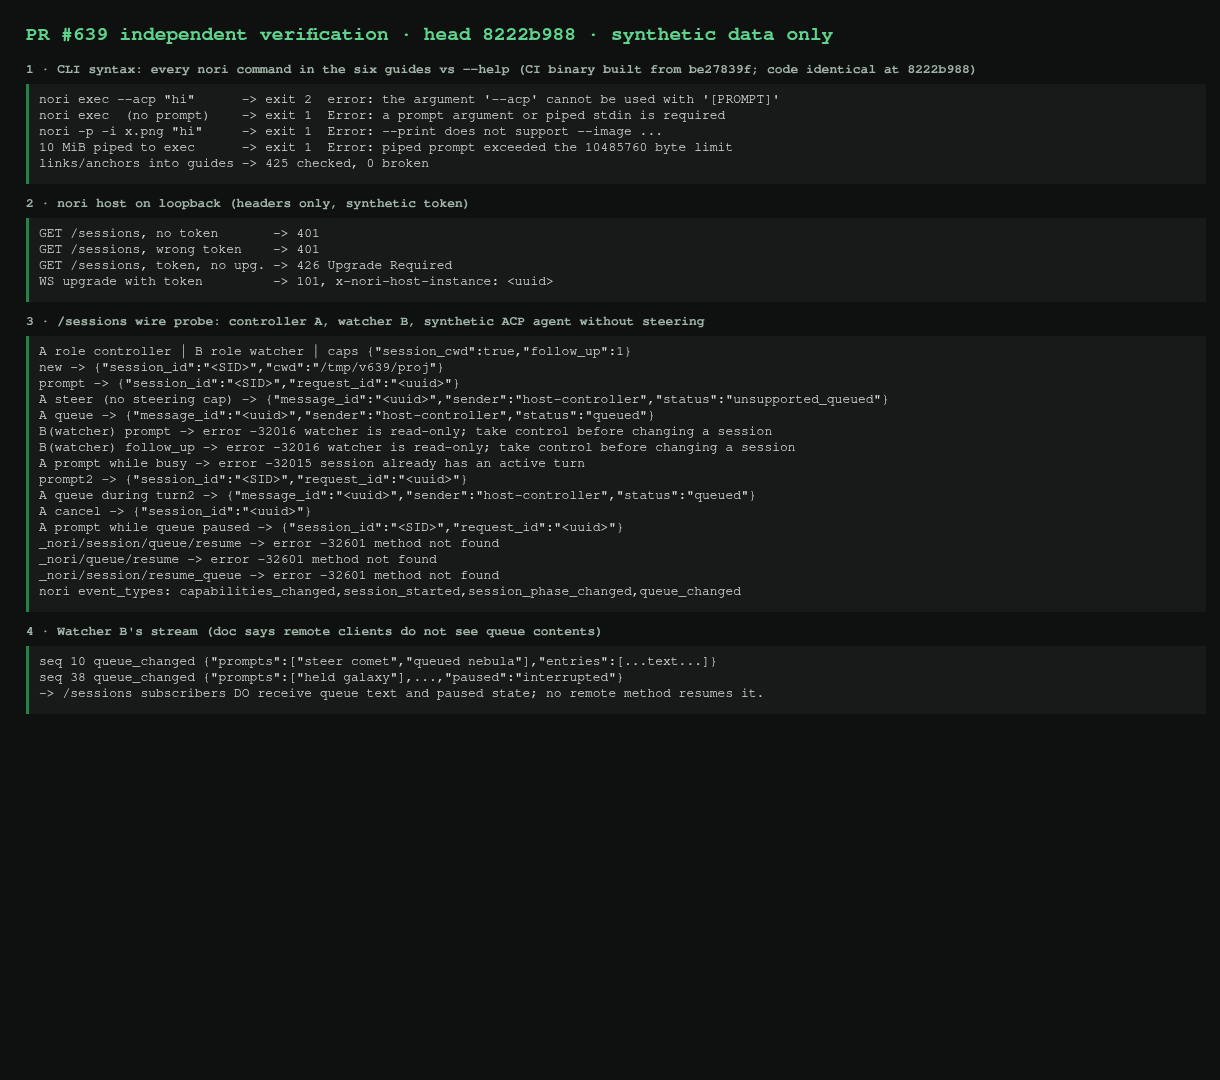 PR #639 independent verification · head 8222b988 · synthetic data only
1 · CLI syntax: every nori command in the six guides vs --help (CI binary built from be27839f; code identical at 8222b988)
nori exec --acp "hi"      -> exit 2  error: the argument '--acp' cannot be used with '[PROMPT]'
nori exec  (no prompt)    -> exit 1  Error: a prompt argument or piped stdin is required
nori -p -i x.png "hi"     -> exit 1  Error: --print does not support --image ...
10 MiB piped to exec      -> exit 1  Error: piped prompt exceeded the 10485760 byte limit
links/anchors into guides -> 425 checked, 0 broken
2 · nori host on loopback (headers only, synthetic token)
GET /sessions, no token       -> 401
GET /sessions, wrong token    -> 401
GET /sessions, token, no upg. -> 426 Upgrade Required
WS upgrade with token         -> 101, x-nori-host-instance: <uuid>
3 · /sessions wire probe: controller A, watcher B, synthetic ACP agent without steering
A role controller | B role watcher | caps {"session_cwd":true,"follow_up":1}
new -> {"session_id":"<SID>","cwd":"/tmp/v639/proj"}
prompt -> {"session_id":"<SID>","request_id":"<uuid>"}
A steer (no steering cap) -> {"message_id":"<uuid>","sender":"host-controller","status":"unsupported_queued"}
A queue -> {"message_id":"<uuid>","sender":"host-controller","status":"queued"}
B(watcher) prompt -> error -32016 watcher is read-only; take control before changing a session
B(watcher) follow_up -> error -32016 watcher is read-only; take control before changing a session
A prompt while busy -> error -32015 session already has an active turn
prompt2 -> {"session_id":"<SID>","request_id":"<uuid>"}
A queue during turn2 -> {"message_id":"<uuid>","sender":"host-controller","status":"queued"}
A cancel -> {"session_id":"<uuid>"}
A prompt while queue paused -> {"session_id":"<SID>","request_id":"<uuid>"}
_nori/session/queue/resume -> error -32601 method not found
_nori/queue/resume -> error -32601 method not found
_nori/session/resume_queue -> error -32601 method not found
nori event_types: capabilities_changed,session_started,session_phase_changed,queue_changed
4 · Watcher B's stream (doc says remote clients do not see queue contents)
seq 10 queue_changed {"prompts":["steer comet","queued nebula"],"entries":[...text...]}
seq 38 queue_changed {"prompts":["held galaxy"],...,"paused":"interrupted"}
-> /sessions subscribers DO receive queue text and paused state; no remote method resumes it.